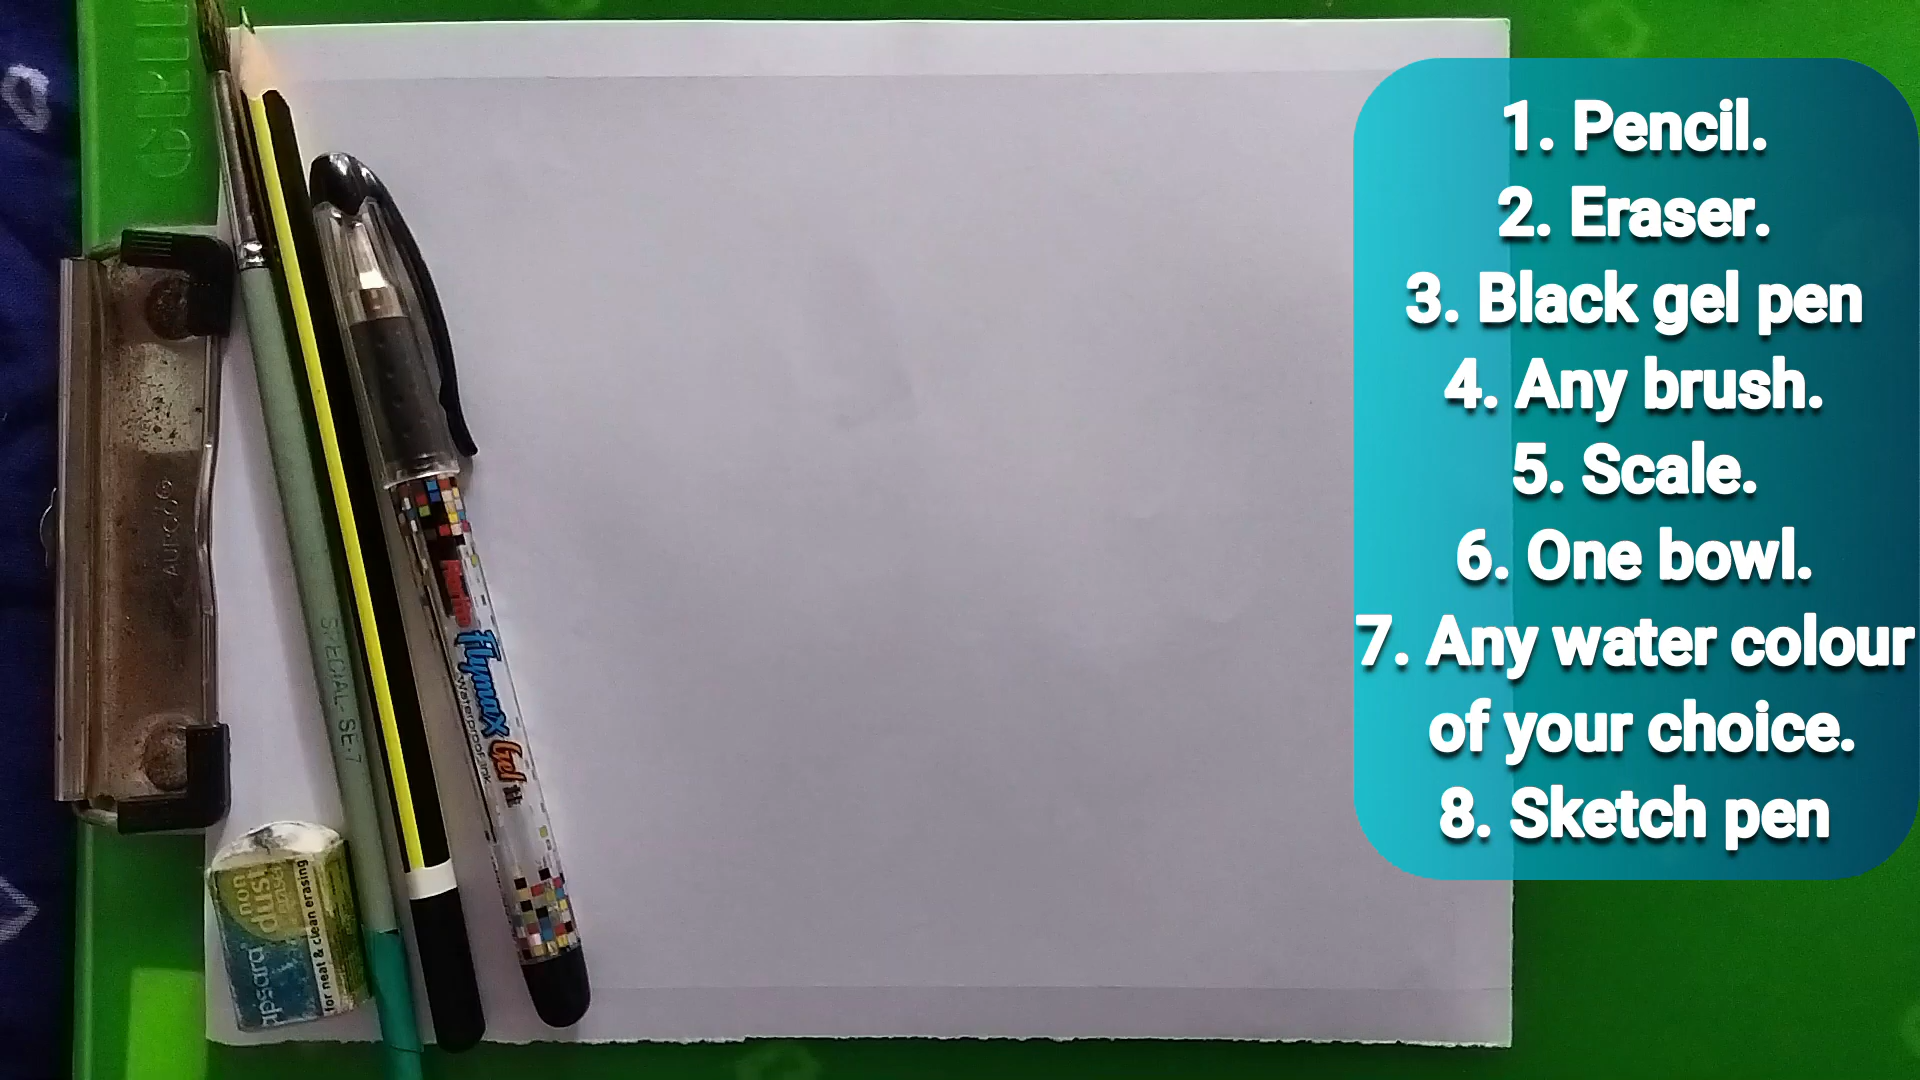 1. Pencil.
2. Eraser.
3. Black gel pen
4. Any brush.
5. Scale.
6. One bowl.
7. Any water colour
of your choice.
8. Sketch pen
SPECIAL - SE.7
Flymax Gel
waterproof ink
apsara
non
dust
for neat & clean erasing